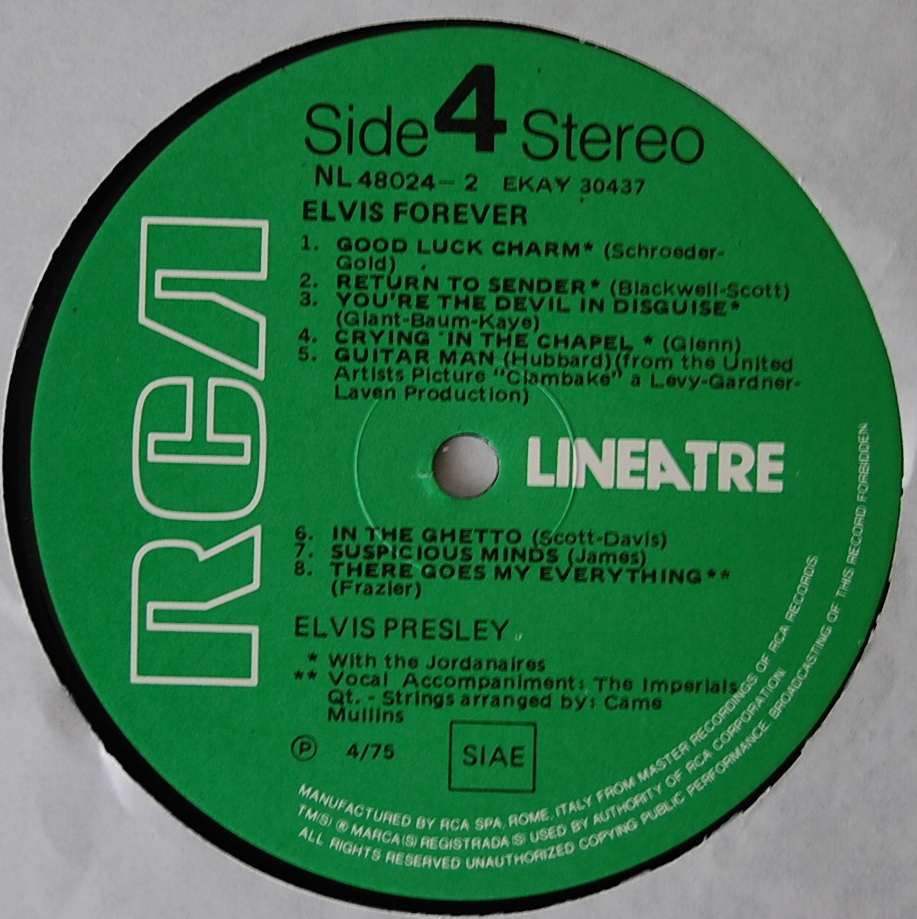 Side 4 Stereo
NL 48024-2 EKAY 30437
ELVIS FOREVER
1. GOOD LUCK CHARM* (Schroeder-
Gold)
2. RETURN TO SENDER* (Blackwell-Scott)
3. YOU'RE THE DEVIL IN DISGUISE*
(Giant-Baum-Kaye)
4. CRYING IN THE CHAPEL * (Glenn)
5. GUITAR MAN (Hubbard)(from the United
Artists Picture "Clambake" a Levy-Gardner-
Laven Production)
RCA
LINEATRE
6. IN THE GHETTO (Scott-Davis)
7. SUSPICIOUS MINDS (James)
8. THERE GOES MY EVERYTHING**
(Frazier)
ELVIS PRESLEY
* With the Jordanaires
** Vocal Accompaniment: The Imperials
Qt. - Strings arranged by: Came
Mullins
Ⓟ 4/75
SIAE
MANUFACTURED BY RCA SPA, ROME, ITALY FROM MASTER RECORDINGS OF RCA RECORDS
TM(S) ® MARCA(S) REGISTRADA(S) USED BY AUTHORITY OF RCA CORPORATION
ALL RIGHTS RESERVED UNAUTHORIZED COPYING PUBLIC PERFORMANCE, BROADCASTING OF THIS RECORD FORBIDDEN